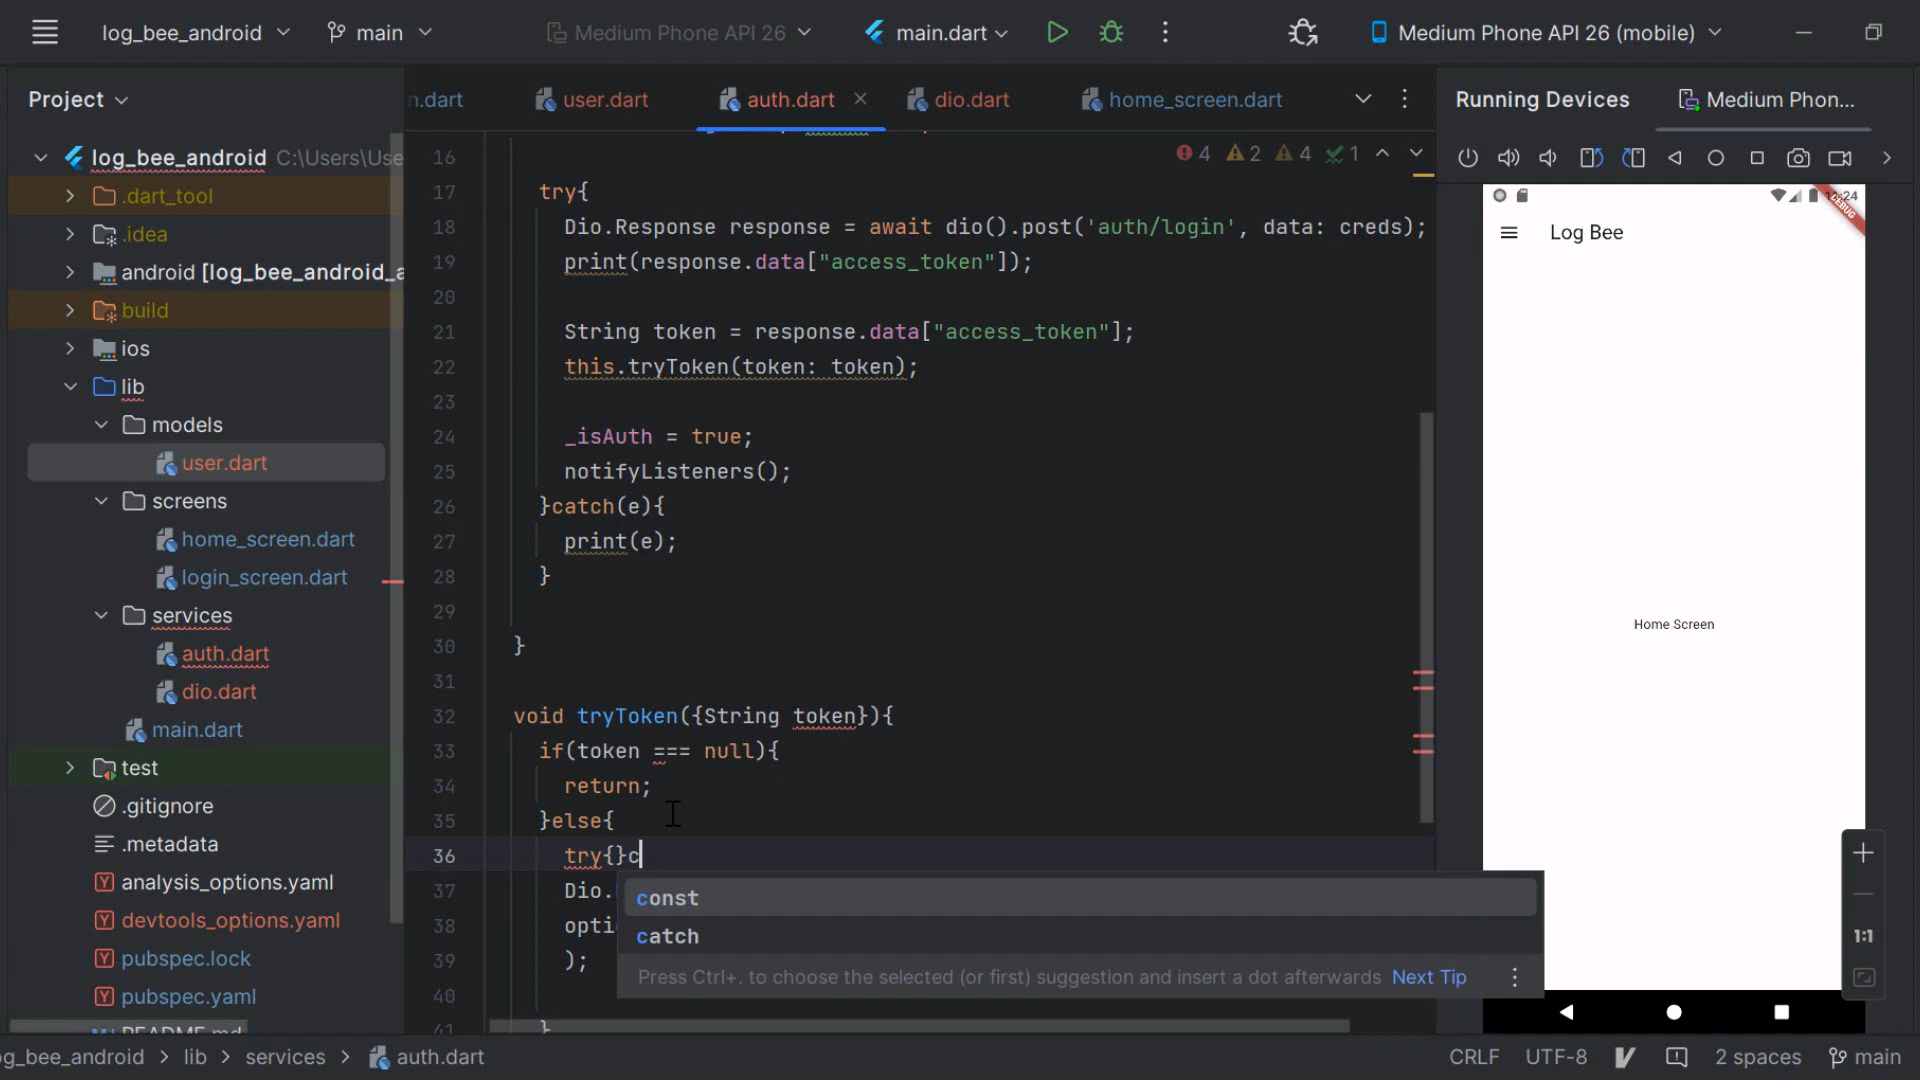 log_bee_android
main
Medium Phone API 26
main.dart
Medium Phone API 26 (mobile)
Project
n.dart
user.dart
auth.dart
dio.dart
home_screen.dart
Running Devices
Medium Phon...
log_bee_android C:\Users\Use
.dart_tool
.idea
android [log_bee_android_a
build
ios
lib
models
user.dart
screens
home_screen.dart
login_screen.dart
services
auth.dart
dio.dart
main.dart
test
.gitignore
.metadata
analysis_options.yaml
devtools_options.yaml
pubspec.lock
pubspec.yaml
README.md
4 2 4 1
16
17 try{
18 Dio.Response response = await dio().post('auth/login', data: creds);
19 print(response.data["access_token"]);
20
21 String token = response.data["access_token"];
22 this.tryToken(token: token);
23
24 _isAuth = true;
25 notifyListeners();
26 }catch(e){
27 print(e);
28 }
29
30 }
31
32 void tryToken({String token}){
33 if(token === null){
34 return;
35 }else{
36 try{}c
37 Dio.
38 opti
39 );
40
41 }
const
catch
Press Ctrl+. to choose the selected (or first) suggestion and insert a dot afterwards Next Tip
:24
DEBUG
Log Bee
Home Screen
1:1
og_bee_android > lib > services > auth.dart
CRLF UTF-8 2 spaces main